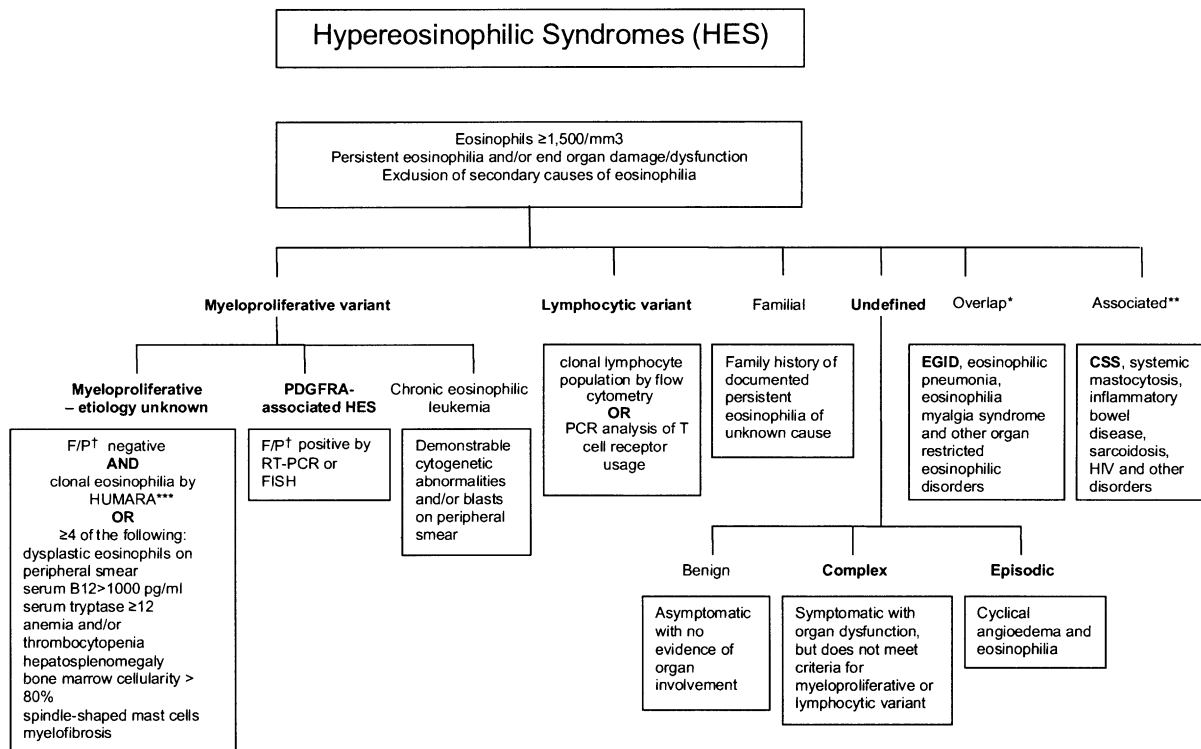 Hypereosinophilic Syndromes (HES)
Eosinophils ≥1,500/mm3
Persistent eosinophilia and/or end organ damage/dysfunction
Exclusion of secondary causes of eosinophilia
Myeloproliferative variant
Lymphocytic variant
Familial
Undefined
Overlap*
Associated**
Myeloproliferative
– etiology unknown
F/P† negative
AND
clonal eosinophilia by
HUMARA***
OR
≥4 of the following:
dysplastic eosinophils on
peripheral smear
serum B12>1000 pg/ml
serum tryptase ≥12
anemia and/or
thrombocytopenia
hepatosplenomegaly
bone marrow cellularity >
80%
spindle-shaped mast cells
myelofibrosis
PDGFRA-
associated HES
F/P† positive by
RT-PCR or
FISH
Chronic eosinophilic
leukemia
Demonstrable
cytogenetic
abnormalities
and/or blasts
on peripheral
smear
clonal lymphocyte
population by flow
cytometry
OR
PCR analysis of T
cell receptor
usage
Family history of
documented
persistent
eosinophilia of
unknown cause
EGID, eosinophilic
pneumonia,
eosinophilia
myalgia syndrome
and other organ
restricted
eosinophilic
disorders
CSS, systemic
mastocytosis,
inflammatory
bowel
disease,
sarcoidosis,
HIV and other
disorders
Benign
Asymptomatic
with no
evidence of
organ
involvement
Complex
Symptomatic with
organ dysfunction,
but does not meet
criteria for
myeloproliferative or
lymphocytic variant
Episodic
Cyclical
angioedema and
eosinophilia